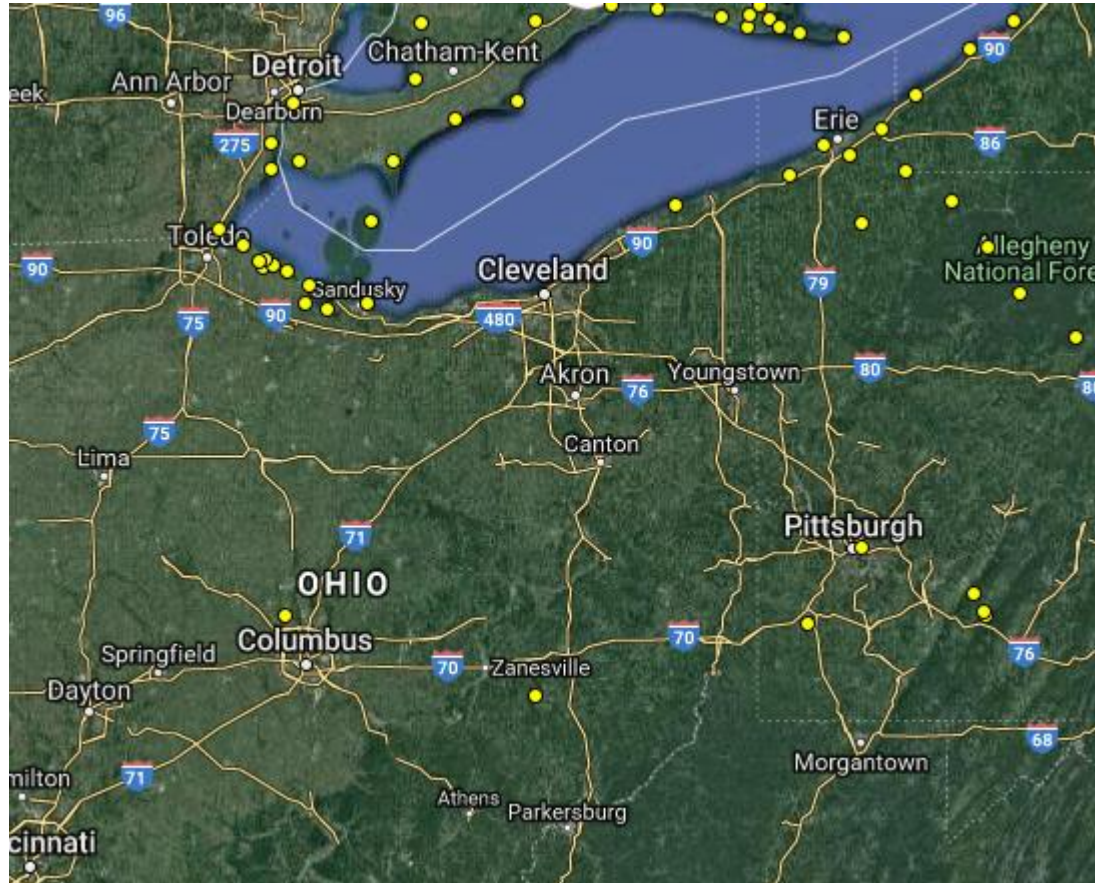 96
Chatham-Kent
Detroit
Ann Arbor
eek
Dearborn
90
275
Erie
86
Toledo
90
Allegheny
National Fore
Cleveland
90
79
Sandusky
75
90
480
Akron
Youngstown
76
80
80
75
Canton
Lima
71
Pittsburgh
OHIO
Columbus
70
76
Springfield
70
Zanesville
Dayton
68
Morgantown
71
milton
Athens
Parkersburg
cinnati